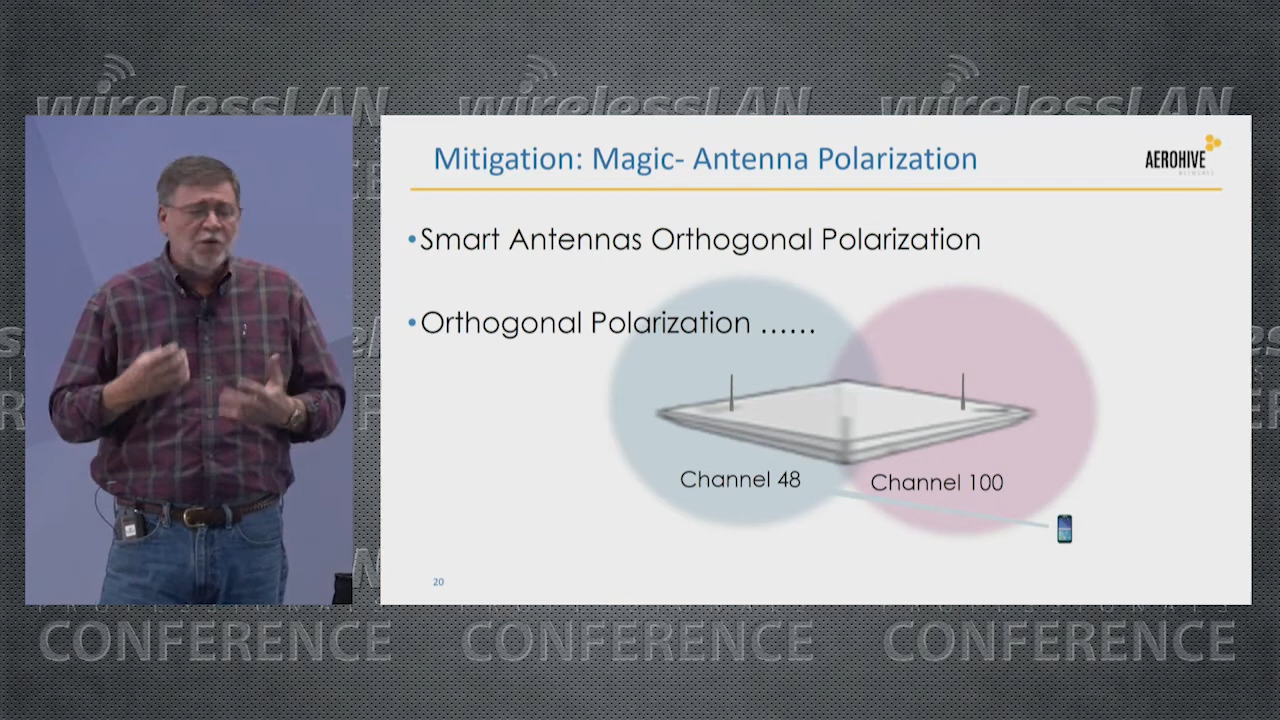 wirelessLAN
wirelessLAN
wirelessLAN
Mitigation: Magic- Antenna Polarization
AEROHIVE
NETWORKS
•Smart Antennas Orthogonal Polarization
•Orthogonal Polarization ......
Channel 48
Channel 100
20
CONFERENCE
CONFERENCE
CONFERENCE